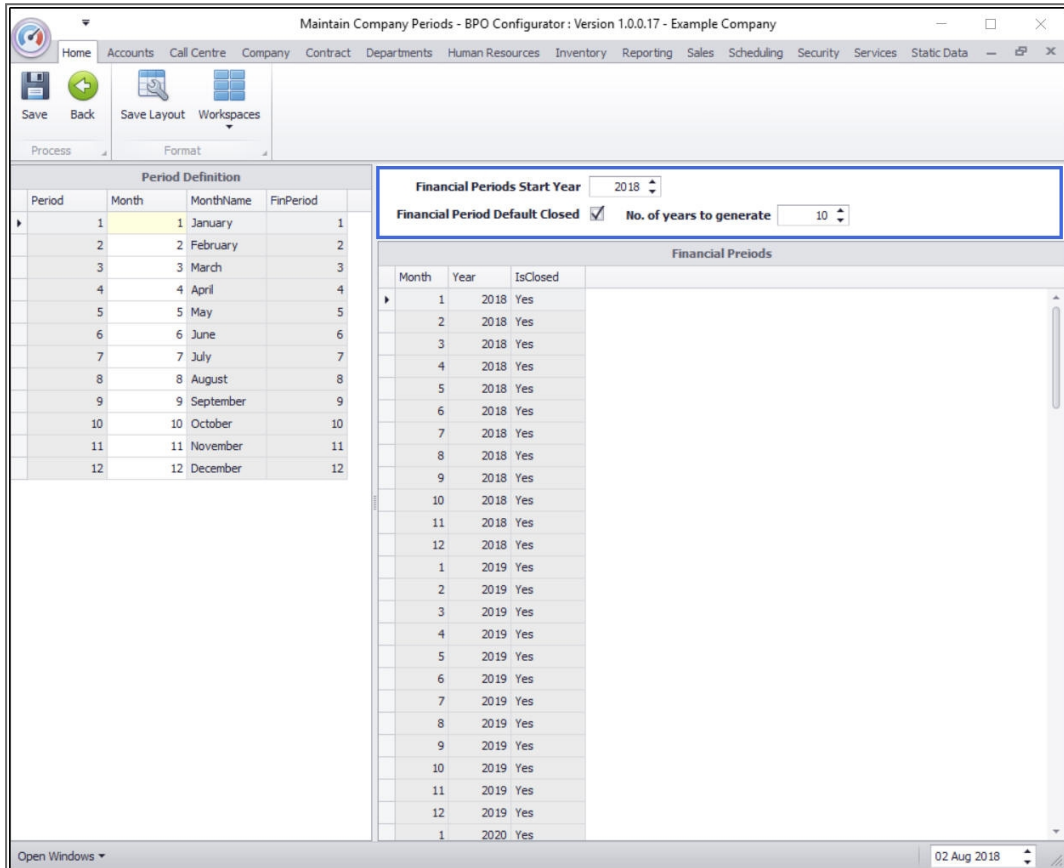 Maintain Company Periods - BPO Configurator : Version 1.0.0.17 - Example Company
Home Accounts Call Centre Company Contract Departments Human Resources Inventory Reporting Sales Scheduling Security Services Static Data
Save Back Save Layout Workspaces
Process Format
Period Definition
Period Month MonthName FinPeriod
1 1 January 1
2 2 February 2
3 3 March 3
4 4 April 4
5 5 May 5
6 6 June 6
7 7 July 7
8 8 August 8
9 9 September 9
10 10 October 10
11 11 November 11
12 12 December 12
Financial Periods Start Year 2018
Financial Period Default Closed No. of years to generate 10
Financial Preiods
Month Year IsClosed
1 2018 Yes
2 2018 Yes
3 2018 Yes
4 2018 Yes
5 2018 Yes
6 2018 Yes
7 2018 Yes
8 2018 Yes
9 2018 Yes
10 2018 Yes
11 2018 Yes
12 2018 Yes
1 2019 Yes
2 2019 Yes
3 2019 Yes
4 2019 Yes
5 2019 Yes
6 2019 Yes
7 2019 Yes
8 2019 Yes
9 2019 Yes
10 2019 Yes
11 2019 Yes
12 2019 Yes
1 2020 Yes
Open Windows 02 Aug 2018